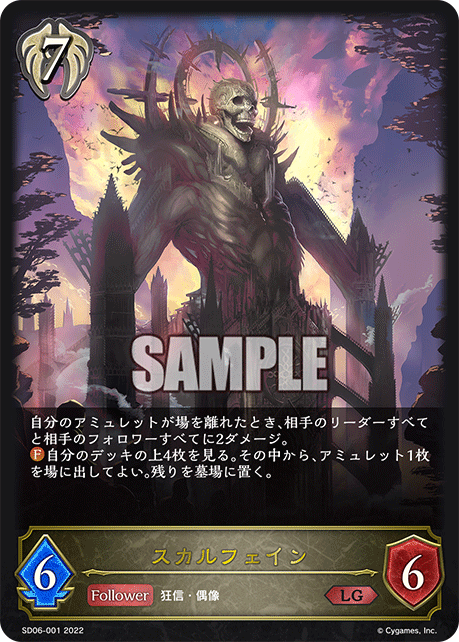 7
SAMPLE
自分のアミュレットが場を離れたとき、相手のリーダーすべて
と相手のフォロワーすべてに2ダメージ。
F 自分のデッキの上4枚を見る。その中から、アミュレット1枚
を場に出してよい。残りを墓場に置く。
スカルフェイン
6
Follower 狂信・偶像
LG
6
SD06-001 2022
© Cygames, Inc.